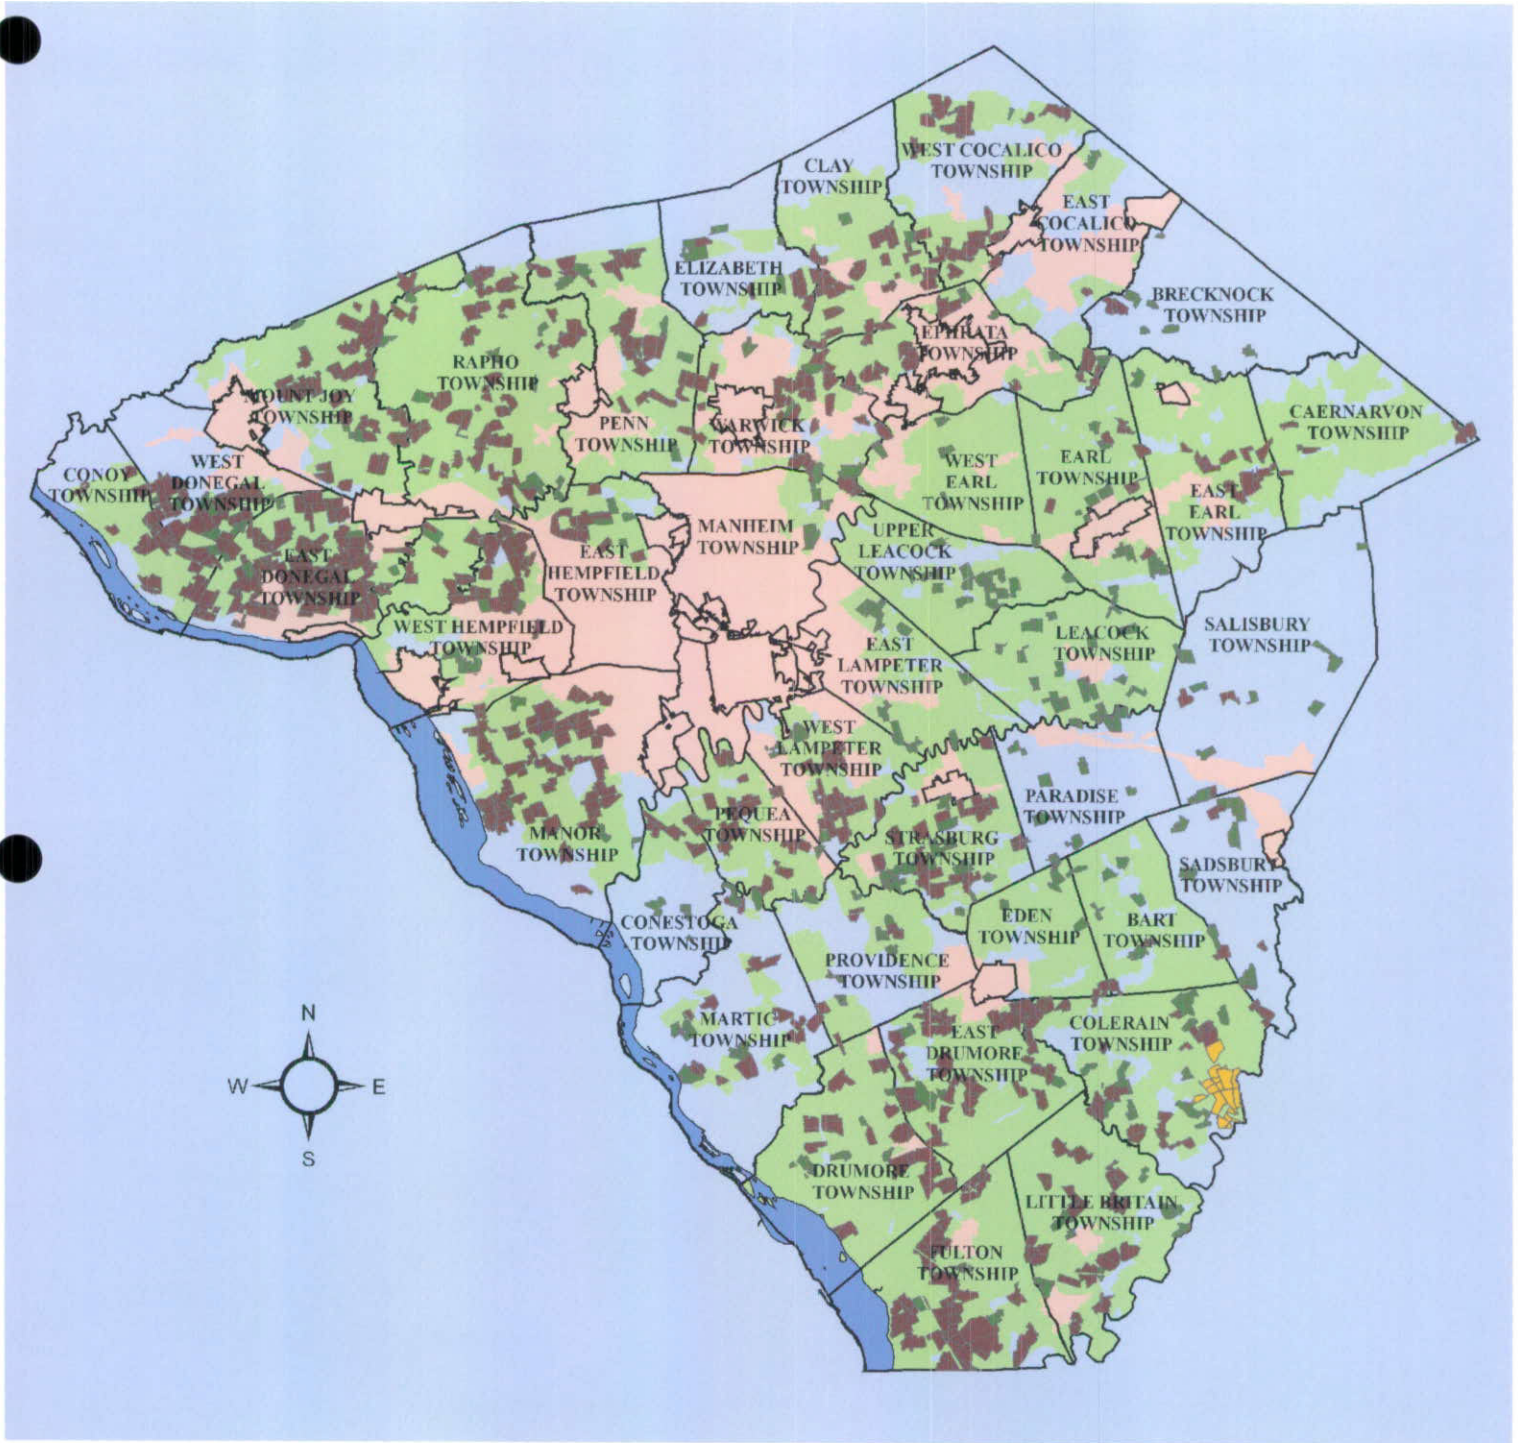 CLAY
TOWNSHIP
WEST COCALICO
TOWNSHIP
EAST
COCALICO
TOWNSHIP
ELIZABETH
TOWNSHIP
BRECKNOCK
TOWNSHIP
EPHRATA
TOWNSHIP
RAPHO
TOWNSHIP
MOUNT JOY
TOWNSHIP
PENN
TOWNSHIP
WARWICK
TOWNSHIP
CAERNARVON
TOWNSHIP
CONOY
TOWNSHIP
WEST
DONEGAL
TOWNSHIP
WEST
EARL
TOWNSHIP
EARL
TOWNSHIP
EAST
EARL
TOWNSHIP
EAST
DONEGAL
TOWNSHIP
EAST
HEMPFIELD
TOWNSHIP
MANHEIM
TOWNSHIP
UPPER
LEACOCK
TOWNSHIP
WEST HEMPFIELD
TOWNSHIP
EAST
LAMPETER
TOWNSHIP
LEACOCK
TOWNSHIP
SALISBURY
TOWNSHIP
WEST
LAMPETER
TOWNSHIP
MANOR
TOWNSHIP
PEQUEA
TOWNSHIP
STRASBURG
TOWNSHIP
PARADISE
TOWNSHIP
SADSBURY
TOWNSHIP
CONESTOGA
TOWNSHIP
EDEN
TOWNSHIP
BART
TOWNSHIP
PROVIDENCE
TOWNSHIP
MARTIC
TOWNSHIP
EAST
DRUMORE
TOWNSHIP
COLERAIN
TOWNSHIP
N
W
E
S
DRUMORE
TOWNSHIP
LITTLE BRITAIN
TOWNSHIP
FULTON
TOWNSHIP